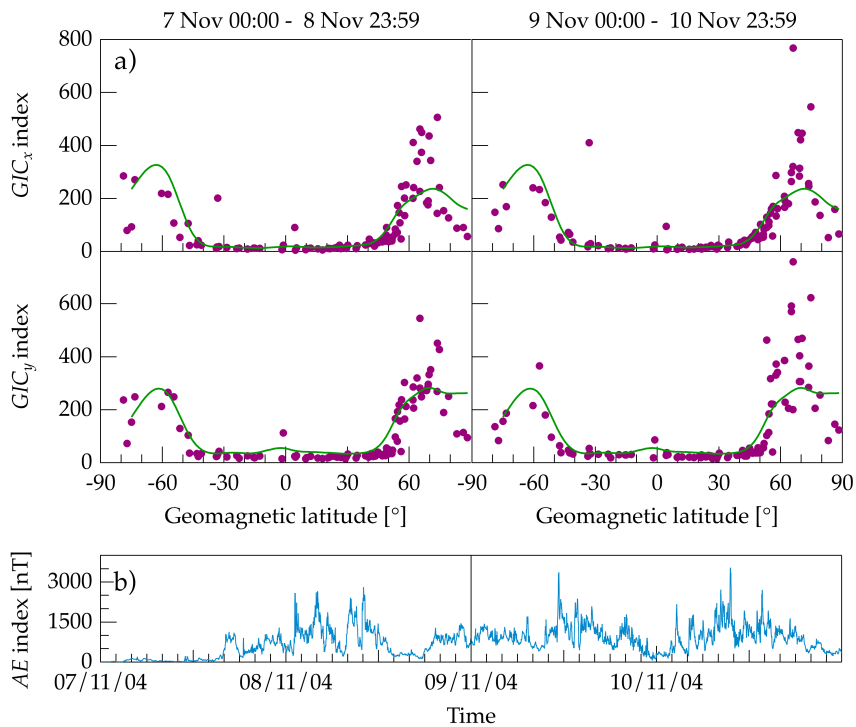 7 Nov 00:00 - 8 Nov 23:59
9 Nov 00:00 - 10 Nov 23:59
a)
GICx index
800
600
400
200
0
GICy index
600
400
200
0
-90 -60 -30 0 30 60 -90 -60 -30 0 30 60 90
Geomagnetic latitude [°]
Geomagnetic latitude [°]
b)
AE index [nT]
3000
1500
0
07/11/04 08/11/04 09/11/04 10/11/04
Time